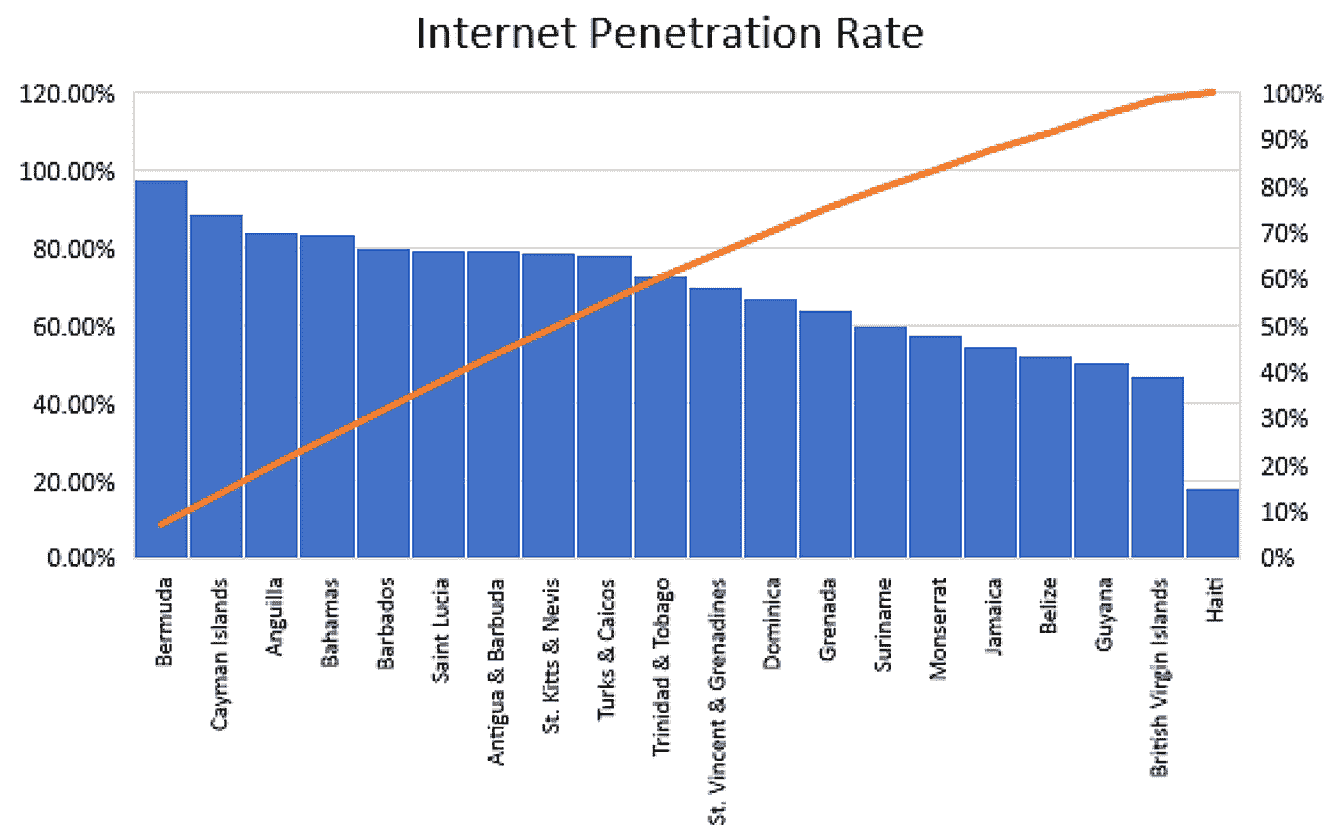 Internet Penetration Rate
120.00%
100.00%
80.00%
60.00%
40.00%
20.00%
0.00%
100%
90%
80%
70%
60%
50%
40%
30%
20%
10%
0%
Bermuda
Cayman Islands
Anguilla
Bahamas
Barbados
Saint Lucia
Antigua & Barbuda
St. Kitts & Nevis
Turks & Caicos
Trinidad & Tobago
St. Vincent & Grenadines
Dominica
Grenada
Suriname
Monserrat
Jamaica
Belize
Guyana
British Virgin Islands
Haiti